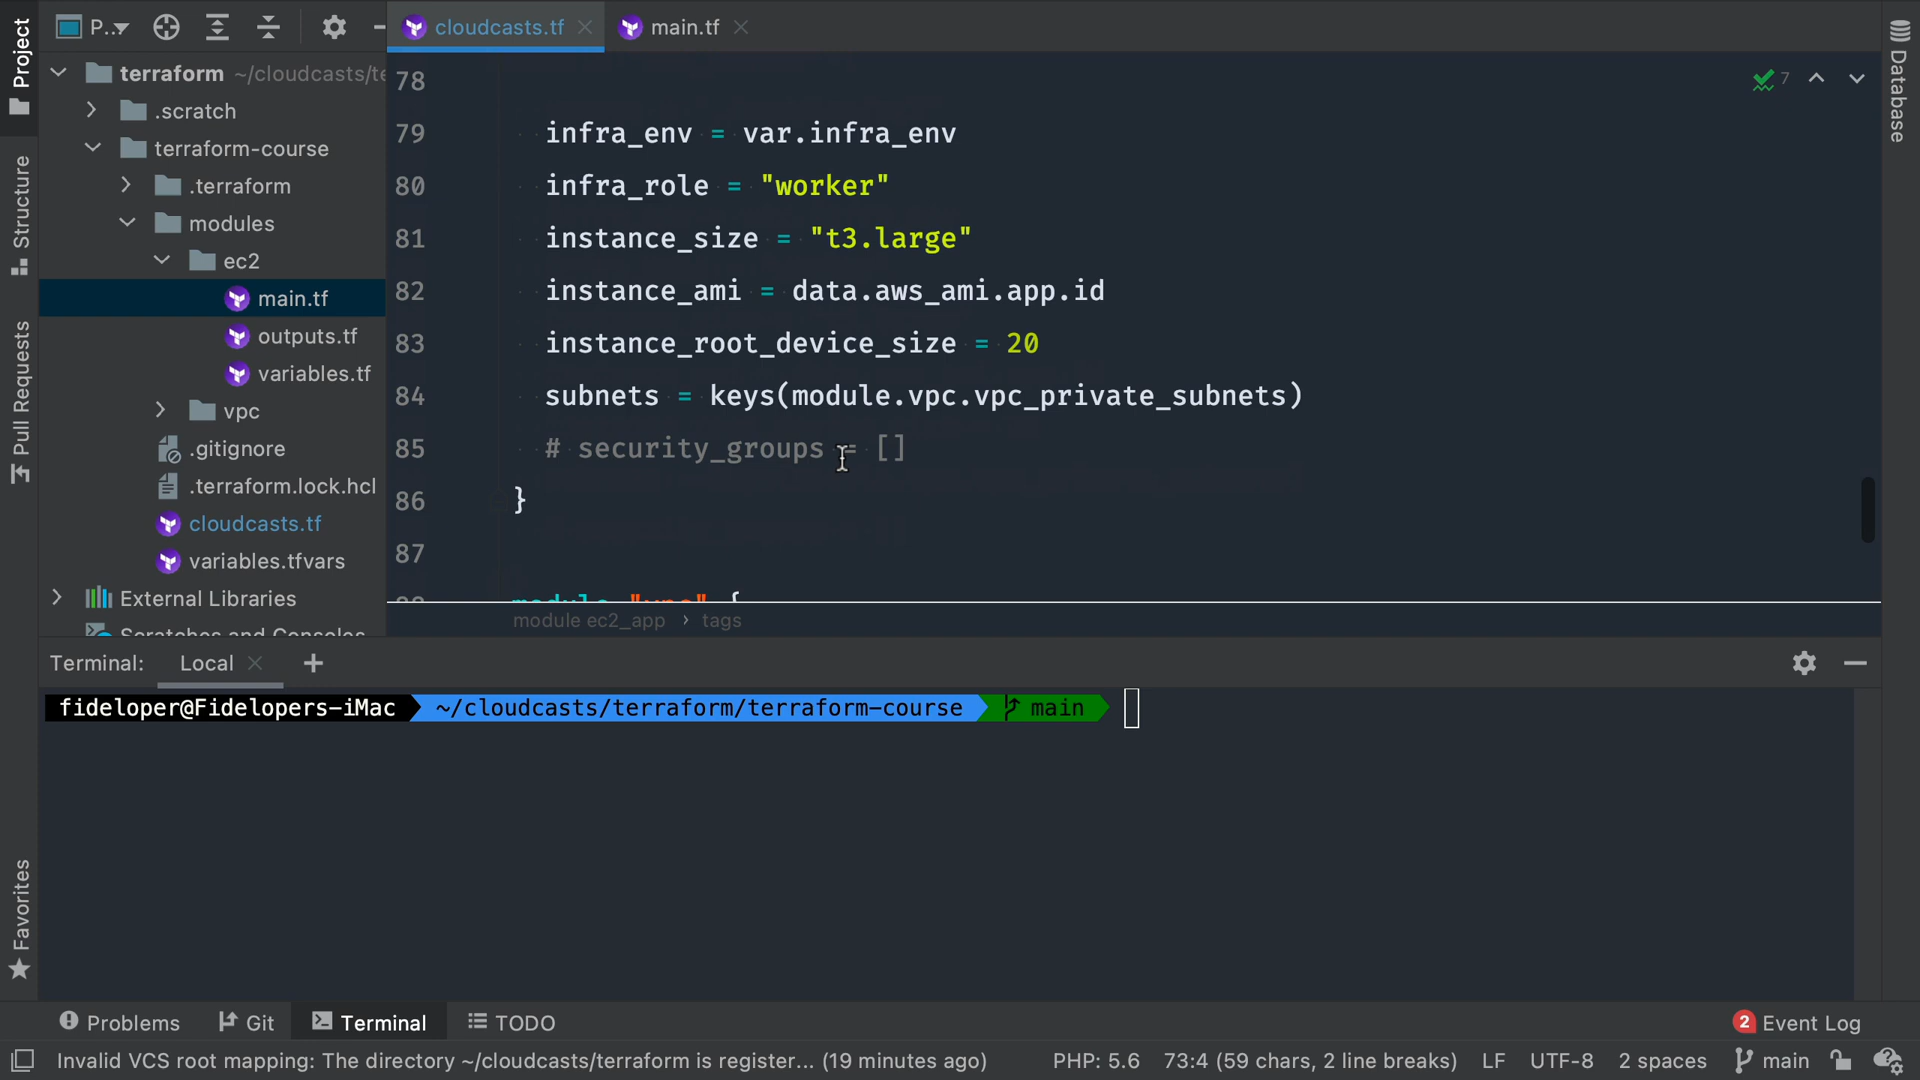 Project
Structure
Pull Requests
Favorites
P..
terraform ~/cloudcasts/te
.scratch
terraform-course
.terraform
modules
ec2
main.tf
outputs.tf
variables.tf
vpc
.gitignore
.terraform.lock.hcl
cloudcasts.tf
variables.tfvars
External Libraries
Scratches and Consoles
cloudcasts.tf
main.tf
7
Database
78
79 infra_env = var.infra_env
80 infra_role = "worker"
81 instance_size = "t3.large"
82 instance_ami = data.aws_ami.app.id
83 instance_root_device_size = 20
84 subnets = keys(module.vpc.vpc_private_subnets)
85 # security_groups = []
86 }
87
88 module "vpc" {
module ec2_app › tags
Terminal: Local +
fideloper@Fidelopers-iMac ~/cloudcasts/terraform/terraform-course main
Problems Git Terminal TODO
2 Event Log
Invalid VCS root mapping: The directory ~/cloudcasts/terraform is register... (19 minutes ago) PHP: 5.6 73:4 (59 chars, 2 line breaks) LF UTF-8 2 spaces main